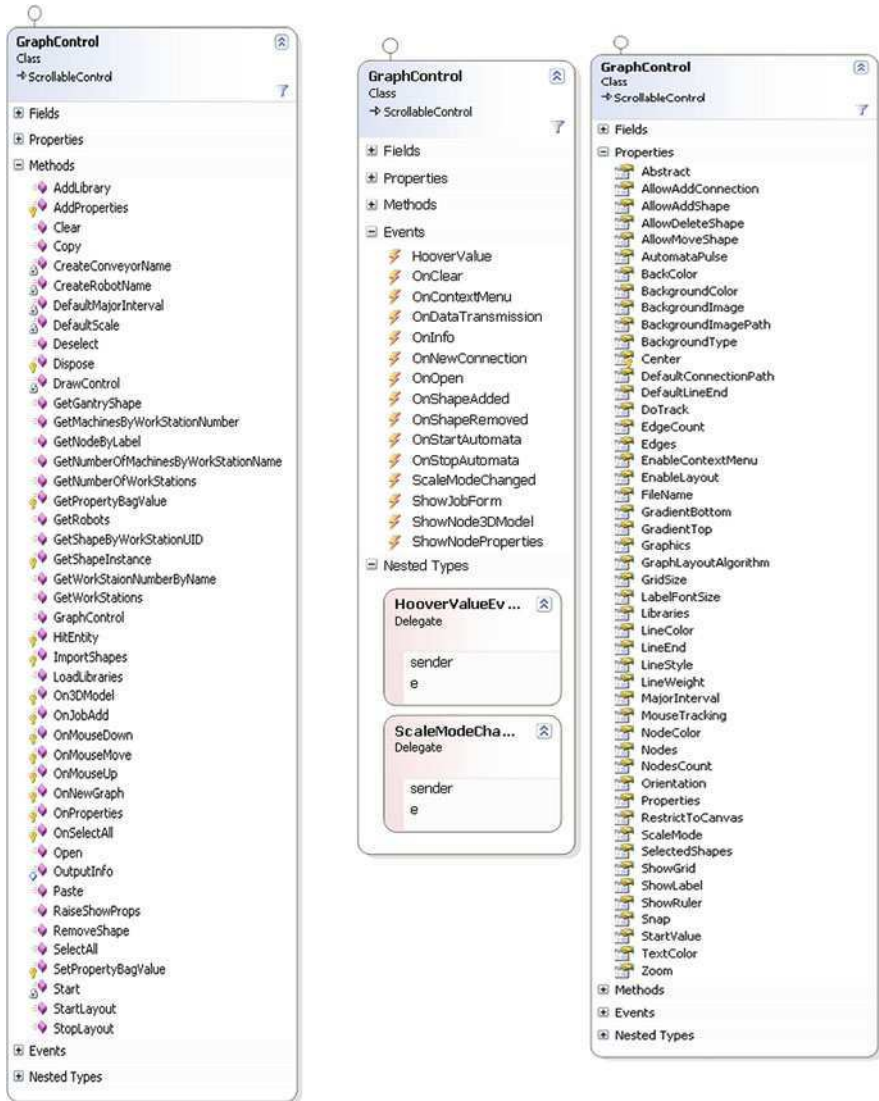 GraphControl
Class
ScrollableControl
Fields
Properties
Methods
AddLibrary
AddProperties
Clear
Copy
CreateConveyorName
CreateRobotName
DefaultMajorInterval
DefaultScale
Deselect
Dispose
DrawControl
GetGantryShape
GetMachinesByWorkStationNumber
GetNodeByLabel
GetNumberOfMachinesByWorkStationName
GetNumberOfWorkStations
GetPropertyBagValue
GetRobots
GetShapeByWorkStationUID
GetShapeInstance
GetWorkStaionNumberByName
GetWorkStations
GraphControl
HitEntity
ImportShapes
LoadLibraries
On3DModel
OnJobAdd
OnMouseDown
OnMouseMove
OnMouseUp
OnNewGraph
OnProperties
OnSelectAll
Open
OutputInfo
Paste
RaiseShowProps
RemoveShape
SelectAll
SetPropertyBagValue
Start
StartLayout
StopLayout
Events
Nested Types
GraphControl
Class
ScrollableControl
Fields
Properties
Methods
Events
HooverValue
OnClear
OnContextMenu
OnDataTransmission
OnInfo
OnNewConnection
OnOpen
OnShapeAdded
OnShapeRemoved
OnStartAutomata
OnStopAutomata
ScaleModeChanged
ShowJobForm
ShowNode3DModel
ShowNodeProperties
Nested Types
HooverValueEv...
Delegate
sender
e
ScaleModeCha...
Delegate
sender
e
GraphControl
Class
ScrollableControl
Fields
Properties
Abstract
AllowAddConnection
AllowAddShape
AllowDeleteShape
AllowMoveShape
AutomataPulse
BackColor
BackgroundColor
BackgroundImage
BackgroundImagePath
BackgroundType
Center
DefaultConnectionPath
DefaultLineEnd
DoTrack
EdgeCount
Edges
EnableContextMenu
EnableLayout
FileName
GradientBottom
GradientTop
Graphics
GraphLayoutAlgorithm
GridSize
LabelFontSize
Libraries
LineColor
LineEnd
LineStyle
LineWeight
MajorInterval
MouseTracking
NodeColor
Nodes
NodesCount
Orientation
Properties
RestrictToCanvas
ScaleMode
SelectedShapes
ShowGrid
ShowLabel
ShowRuler
Snap
StartValue
TextColor
Zoom
Methods
Events
Nested Types